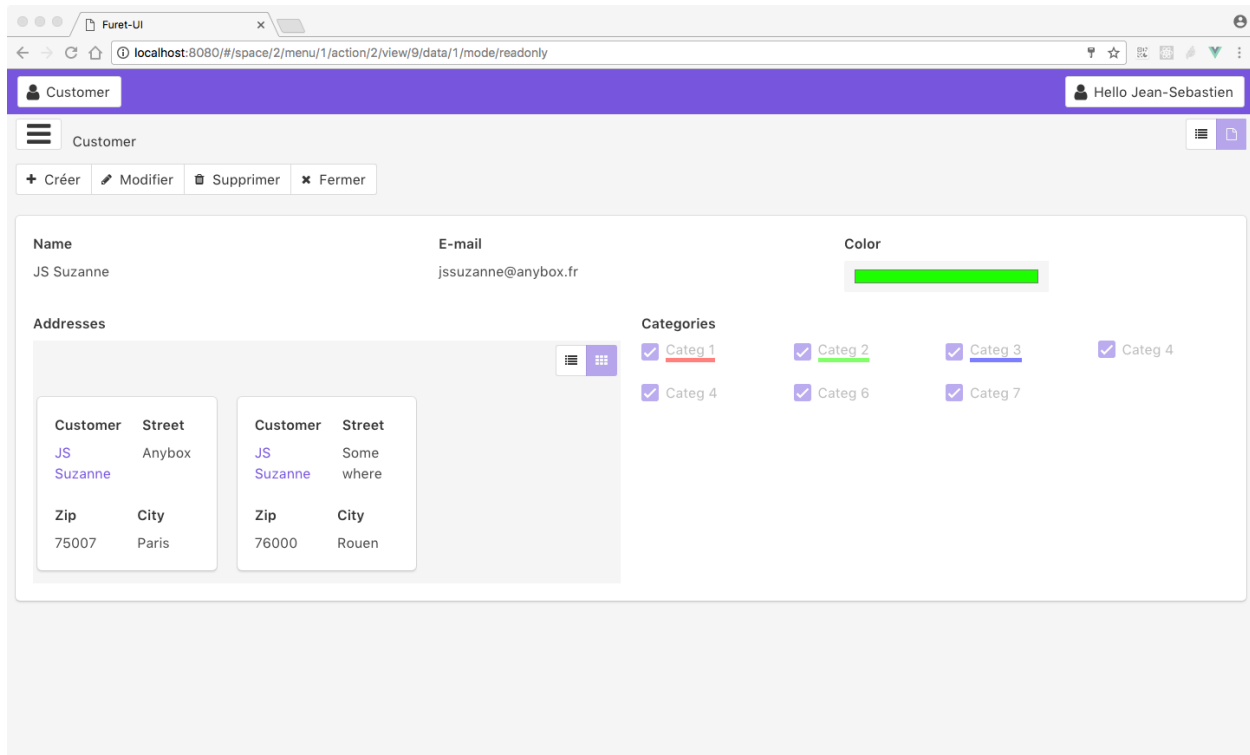 Furet-UI
localhost:8080/#/space/2/menu/1/action/2/view/9/data/1/mode/readonly
Customer
Hello Jean-Sebastien
Customer
Créer Modifier Supprimer Fermer
Name E-mail Color
JS Suzanne jssuzanne@anybox.fr
Addresses
Customer Street
JS Anybox
Suzanne
Zip City
75007 Paris
Customer Street
JS Some
Suzanne where
Zip City
76000 Rouen
Categories
Categ 1 Categ 2 Categ 3 Categ 4
Categ 4 Categ 6 Categ 7